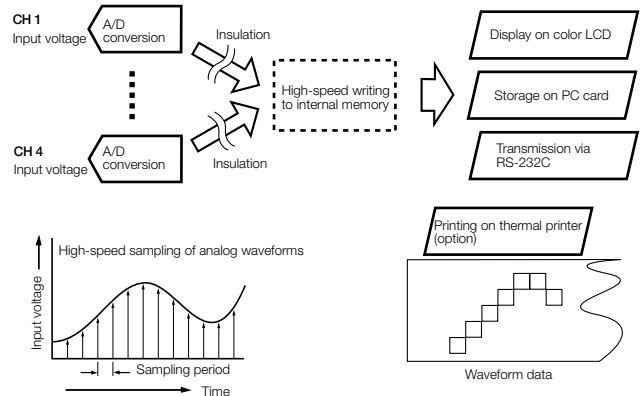 CH 1
Input voltage
A/D
conversion
Insulation
CH 4
Input voltage
A/D
conversion
Insulation
High-speed writing
to internal memory
Display on color LCD
Storage on PC card
Transmission via
RS-232C
Printing on thermal printer
(option)
High-speed sampling of analog waveforms
Input voltage
Sampling period
Time
Waveform data